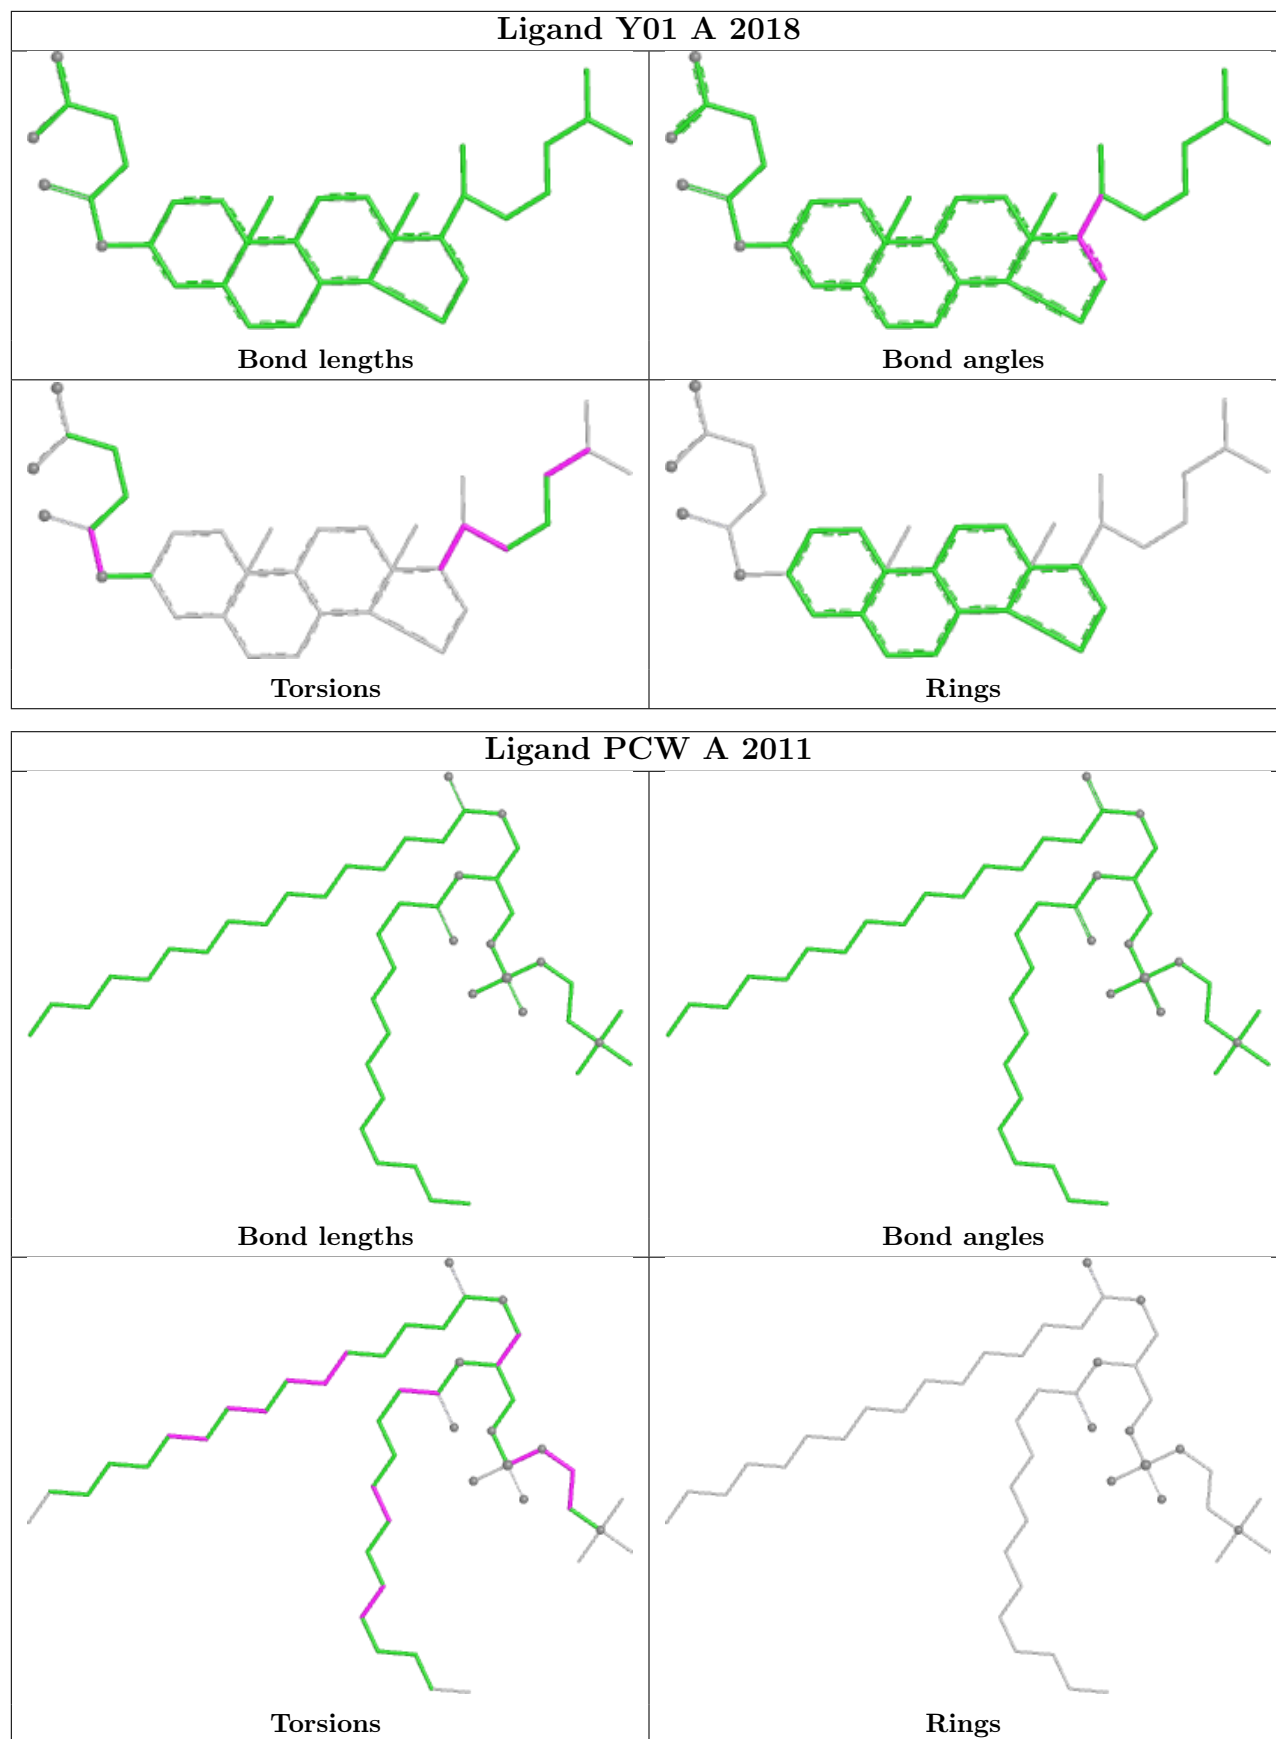 Ligand Y01 A 2018
Bond lengths
Bond angles
Torsions
Rings
Ligand PCW A 2011
Bond lengths
Bond angles
Torsions
Rings